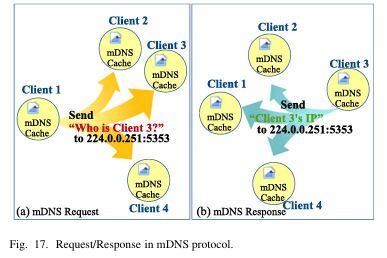 Client 2
mDNS
Cache
Client 3
mDNS
Cache
Client 1
mDNS
Cache
Send
"Who is Client 3?"
to 224.0.0.251:5353
mDNS
Cache
Client 4
(a) mDNS Request
Client 2
mDNS
Cache
Client 3
mDNS
Cache
Client 1
mDNS
Cache
Send
"Client 3's IP"
to 224.0.0.251:5353
mDNS
Cache
Client 4
(b) mDNS Response
Fig. 17. Request/Response in mDNS protocol.